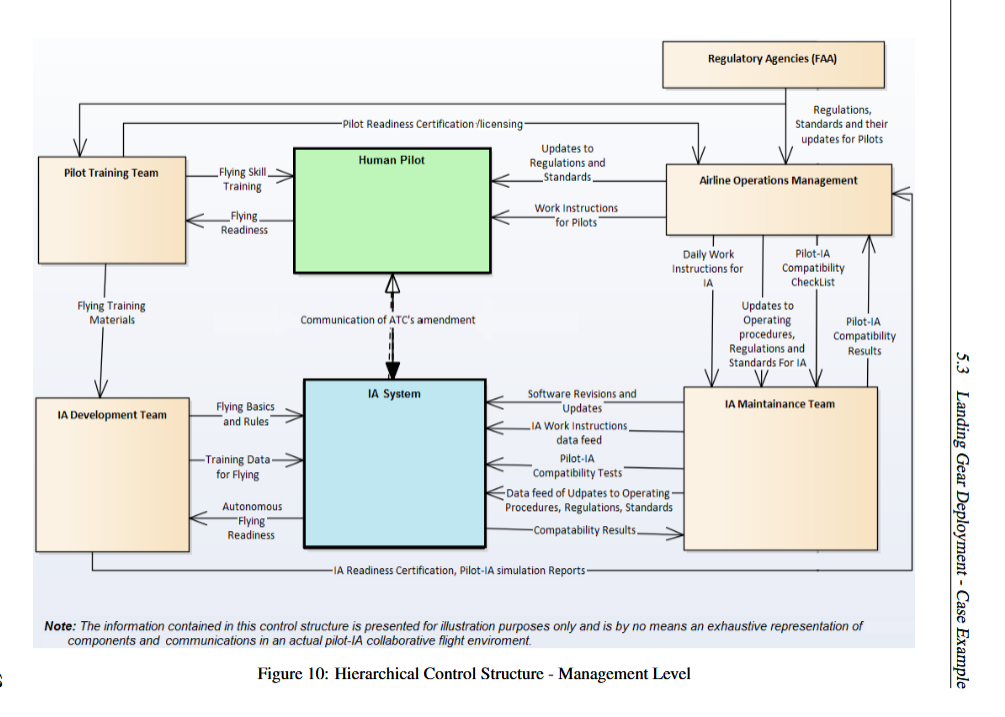 Regulatory Agencies (FAA)
Regulations,
Standards and their
updates for Pilots
Pilot Readiness Certification /licensing
Pilot Training Team
Flying Skill
Training
Flying
Readiness
Human Pilot
Updates to
Regulations and
Standards
Work Instructions
for Pilots
Airline Operations Management
Daily Work
Instructions for
IA
Updates to
Operating
procedures,
Regulations and
Standards For IA
Pilot-IA
Compatibility
CheckList
Pilot-IA
Compatibility
Results
Flying Training
Materials
Communication of ATC's amendment
IA Development Team
Flying Basics
and Rules
Training Data
for Flying
Autonomous
Flying
Readiness
IA System
Software Revisions and
Updates
IA Work Instructions
data feed
Pilot-IA
Compatibility Tests
Data feed of Udpates to Operating
Procedures, Regulations, Standards
Compatability Results
IA Maintainance Team
IA Readiness Certification, Pilot-IA simulation Reports
Note: The information contained in this control structure is presented for illustration purposes only and is by no means an exhaustive representation of
components and communications in an actual pilot-IA collaborative flight enviroment.
Figure 10: Hierarchical Control Structure - Management Level
5.3 Landing Gear Deployment - Case Example